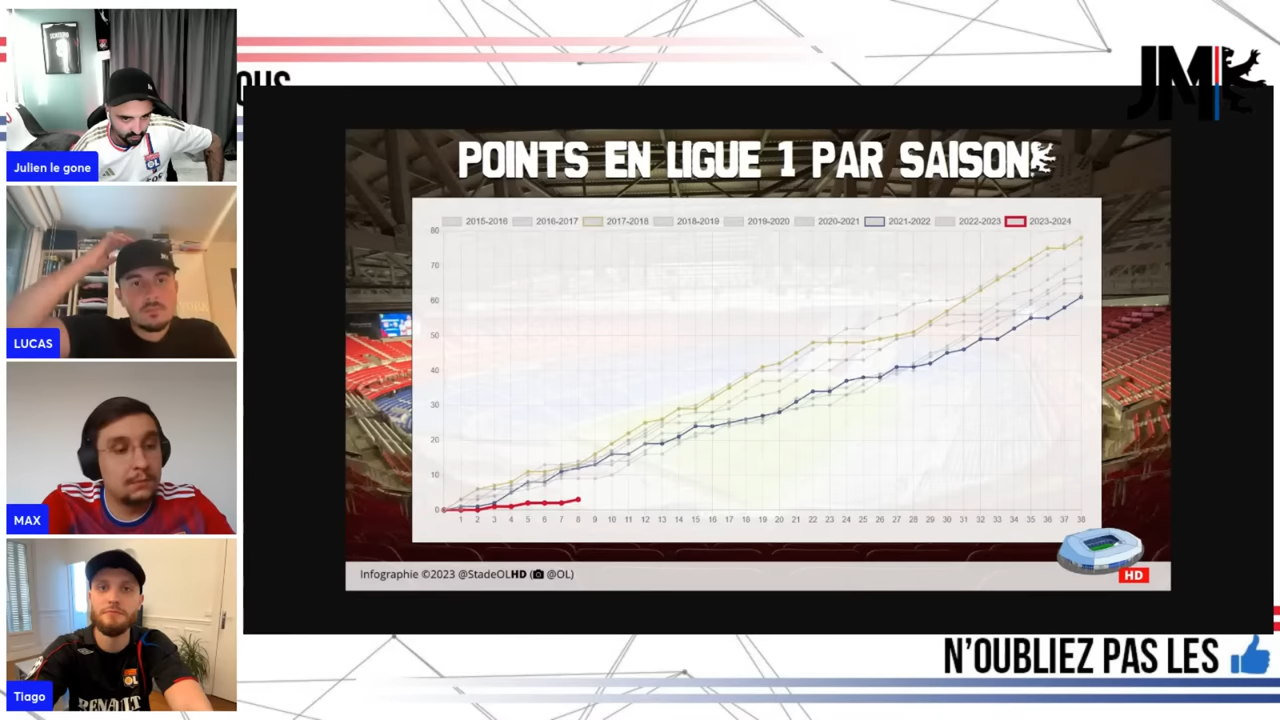 OUS
JM
Julien le gone
LUCAS
MAX
Tiago
OL
RENAULT
POINTS EN LIGUE 1 PAR SAISON
2015-2016 2016-2017 2017-2018 2018-2019 2019-2020 2020-2021 2021-2022 2022-2023 2023-2024
80
70
60
50
40
30
20
10
0
1 2 3 4 5 6 7 8 9 10 11 12 13 14 15 16 17 18 19 20 21 22 23 24 25 26 27 28 29 30 31 32 33 34 35 36 37 38
Infographie ©2023 @StadeOLHD (📷 @OL)
HD
N'OUBLIEZ PAS LES